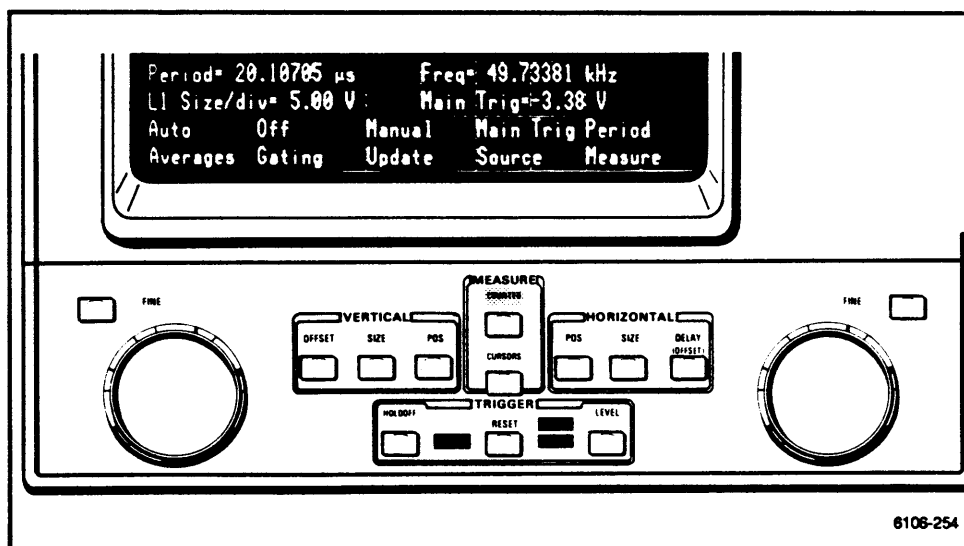 Period= 20.10705 µs Freq= 49.73381 kHz
L1 Size/div= 5.00 V Main Trig=-3.38 V
Auto Off Manual Main Trig Period
Averages Gating Update Source Measure
MEASURE
COUNTER
FINE
FINE
VERTICAL
HORIZONTAL
OFFSET SIZE POS
CURSORS
POS SIZE DELAY
(OFFSET)
TRIGGER
HOLDOFF RESET LEVEL
6106-254